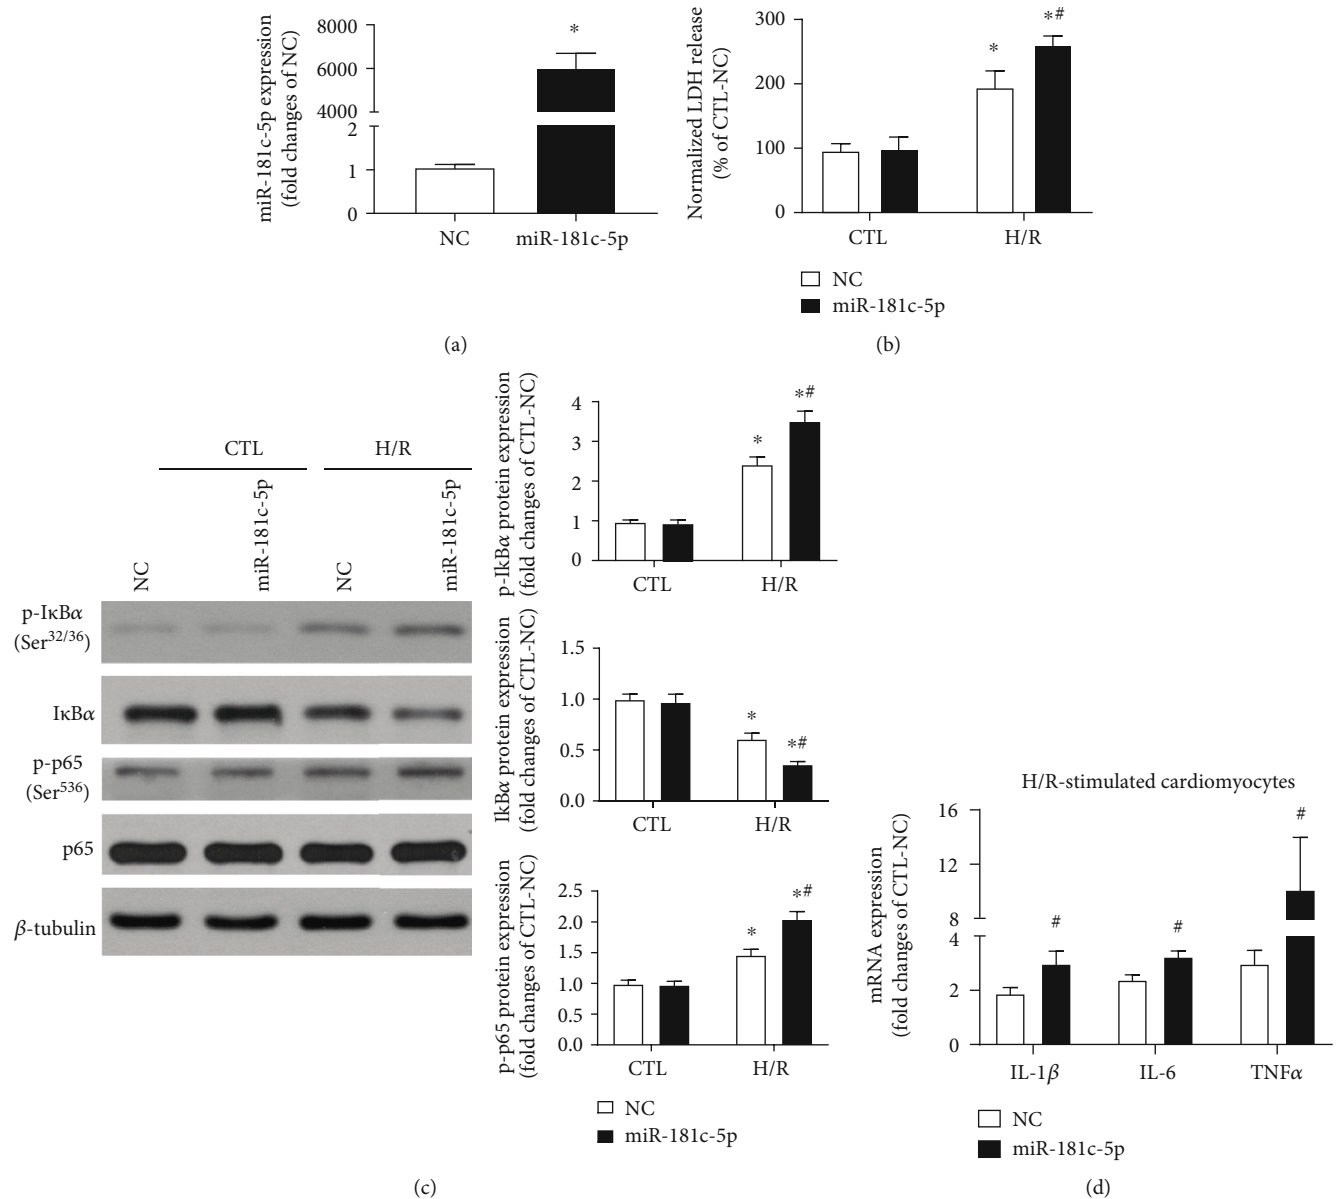 miR-181c-5p expression
(fold changes of NC)
8000
6000
4000
2
1
0
*
NC
miR-181c-5p
(a)
Normalized LDH release
(% of CTL-NC)
300
200
100
0
*
*#
CTL
H/R
NC
miR-181c-5p
(b)
CTL
H/R
NC
miR-181c-5p
NC
miR-181c-5p
p-IκBα
(Ser32/36)
IκBα
p-p65
(Ser536)
p65
β-tubulin
p-IkBα protein expression
(fold changes of CTL-NC)
4
3
2
1
0
*
*#
CTL
H/R
IkBα protein expression
(fold changes of CTL-NC)
1.5
1.0
0.5
0.0
*
*#
CTL
H/R
p-p65 protein expression
(fold changes of CTL-NC)
2.5
2.0
1.5
1.0
0.5
0.0
*
*#
CTL
H/R
NC
miR-181c-5p
(c)
H/R-stimulated cardiomyocytes
mRNA expression
(fold changes of CTL-NC)
16
12
8
4
2
0
#
#
#
IL-1β
IL-6
TNFα
NC
miR-181c-5p
(d)